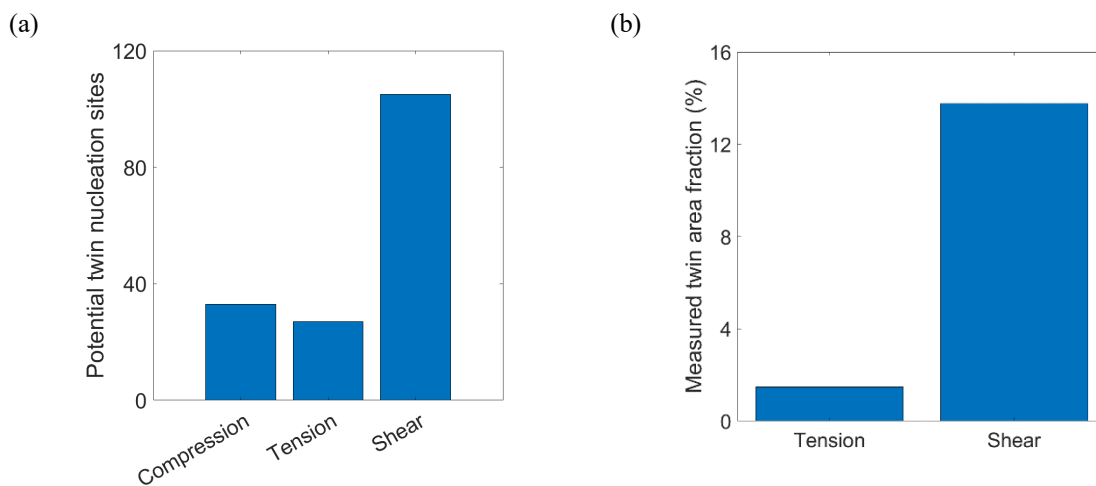 (a)
Potential twin nucleation sites
120
80
40
0
Compression
Tension
Shear
(b)
Measured twin area fraction (%)
16
12
8
4
0
Tension
Shear